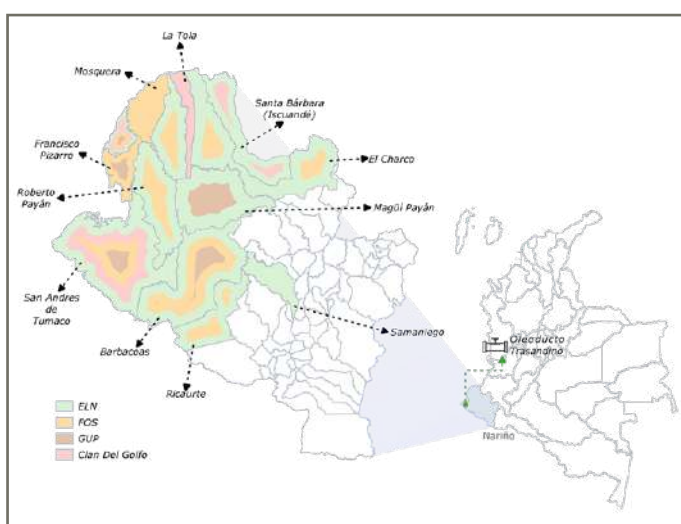 La Tola
Mosquera
Santa Bárbara
(Iscuandé)
Francisco
Pizarro
El Charco
Roberto
Payán
Magüi Payán
San Andres
de
Tumaco
Samaniego
Barbacoas
Ricaurte
Oleoducto
Trasandino
Nariño
ELN
FOS
GUP
Clan Del Golfo